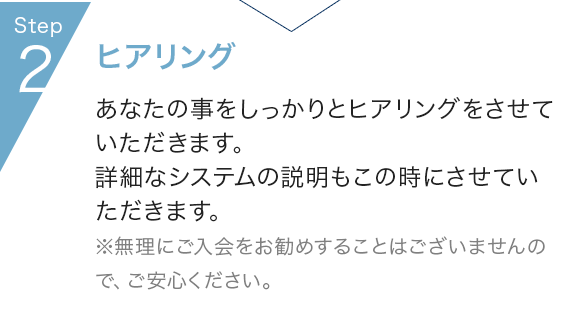 Step
2
ヒアリング
あなたの事をしっかりとヒアリングをさせて
いただきます。
詳細なシステムの説明もこの時にさせてい
ただきます。
※無理にご入会をお勧めすることはございませんの
で、ご安心ください。